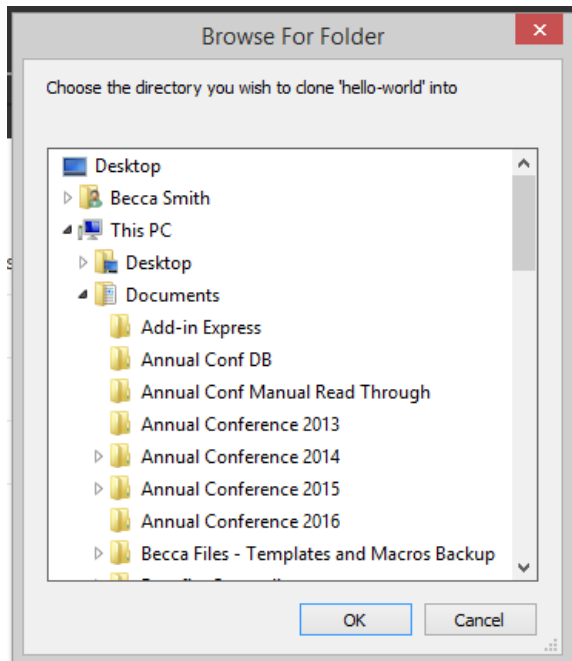 Browse For Folder
Choose the directory you wish to clone 'hello-world' into
Desktop
Becca Smith
This PC
Desktop
Documents
Add-in Express
Annual Conf DB
Annual Conf Manual Read Through
Annual Conference 2013
Annual Conference 2014
Annual Conference 2015
Annual Conference 2016
Becca Files - Templates and Macros Backup
OK Cancel